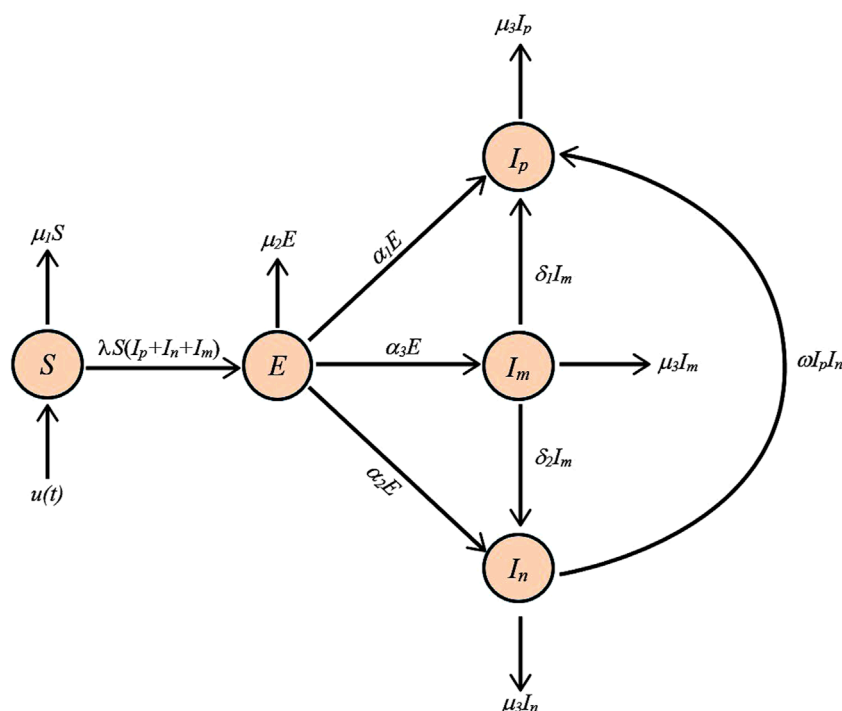 μ₃Iₚ
Iₚ
μ₁S
μ₂E
α₁E
δ₁Iₘ
λS(Iₚ+Iₙ+Iₘ)
S
E
α₃E
Iₘ
μ₃Iₘ
ωIₚIₙ
α₂E
δ₂Iₘ
u(t)
Iₙ
μ₃Iₙ